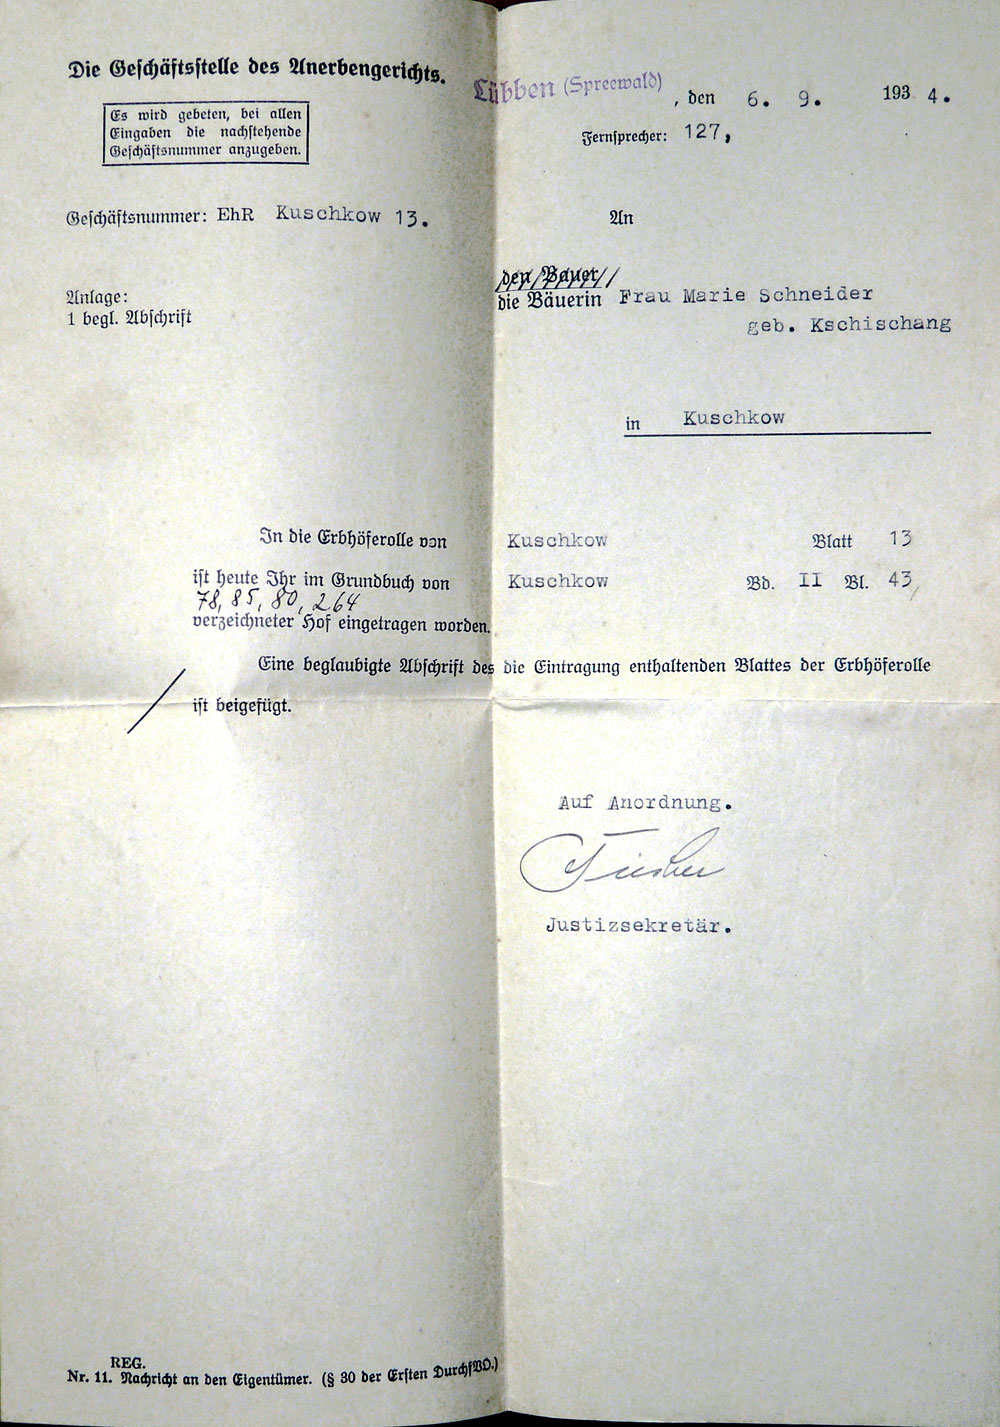 Die Geschäftsstelle des Anerbengerichts.
Lübben (Spreewald), den 6. 9. 1934.
Es wird gebeten, bei allen
Eingaben die nachstehende
Geschäftsnummer anzugeben.
Fernsprecher: 127,
Geschäftsnummer: EhR Kuschkow 13.
An
den Bauer
die Bäuerin Frau Marie Schneider
geb. Kschischang
Anlage:
1 begl. Abschrift
in Kuschkow
In die Erbhöferolle von Kuschkow Blatt 13
ist heute Ihr im Grundbuch von Kuschkow Bd. II Bl. 43,
78, 85, 80, 264
verzeichneter Hof eingetragen worden.
Eine beglaubigte Abschrift des die Eintragung enthaltenden Blattes der Erbhöferolle
ist beigefügt.
Auf Anordnung.
Justizsekretär.
REG.
Nr. 11. Nachricht an den Eigentümer. (§ 30 der Ersten DurchfVO.)